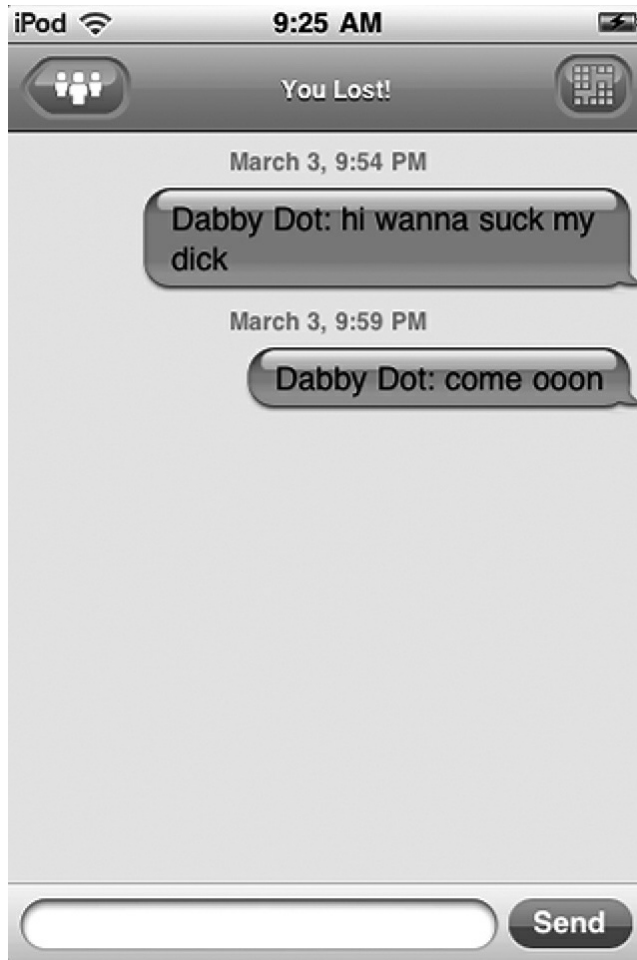 iPod 9:25 AM
You Lost!
March 3, 9:54 PM
Dabby Dot: hi wanna suck my
dick
March 3, 9:59 PM
Dabby Dot: come ooon
Send